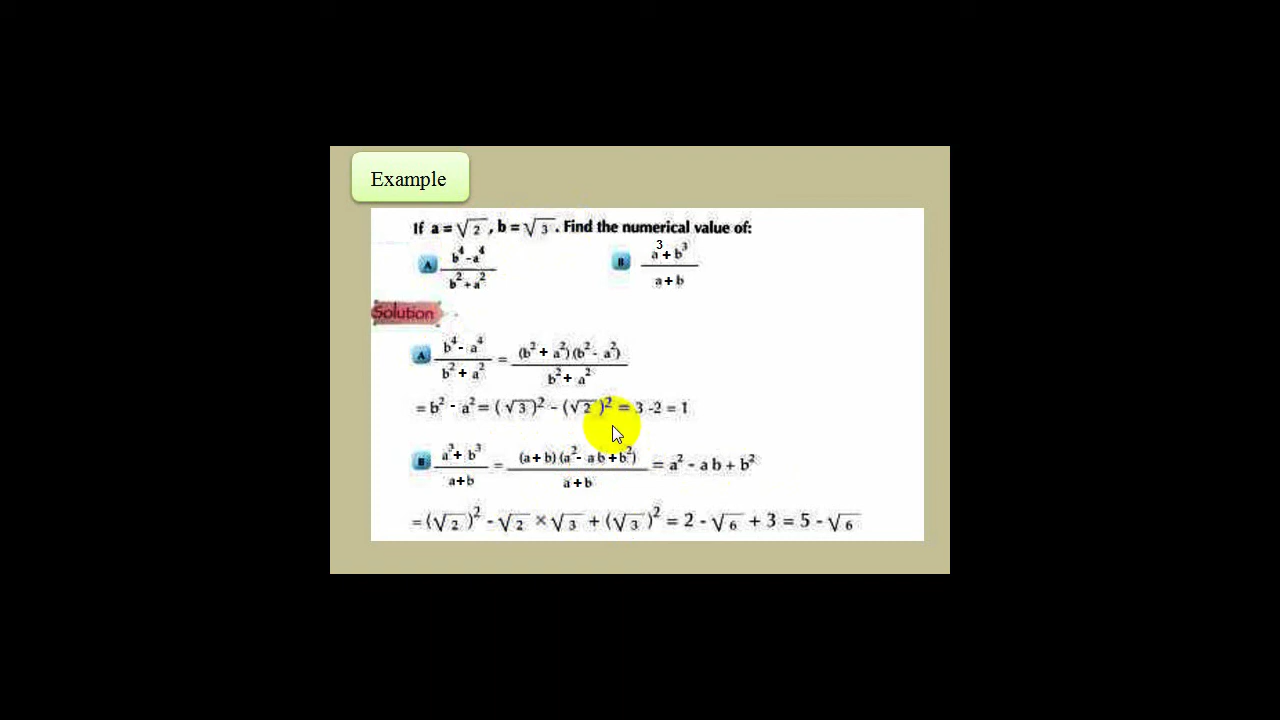 Example
If a = √2 , b = √3 . Find the numerical value of:
A (b⁴ - a⁴) / (b² + a²) B (a³ + b³) / (a + b)
Solution
A (b⁴ - a⁴) / (b² + a²) = (b² + a²)(b² - a²) / (b² + a²)
= b² - a² = (√3)² - (√2)² = 3 -2 = 1
B (a³ + b³) / (a+b) = (a + b) (a² - ab + b²) / (a + b) = a² - ab + b²
= (√2)² - √2 × √3 + (√3)² = 2 - √6 + 3 = 5 - √6